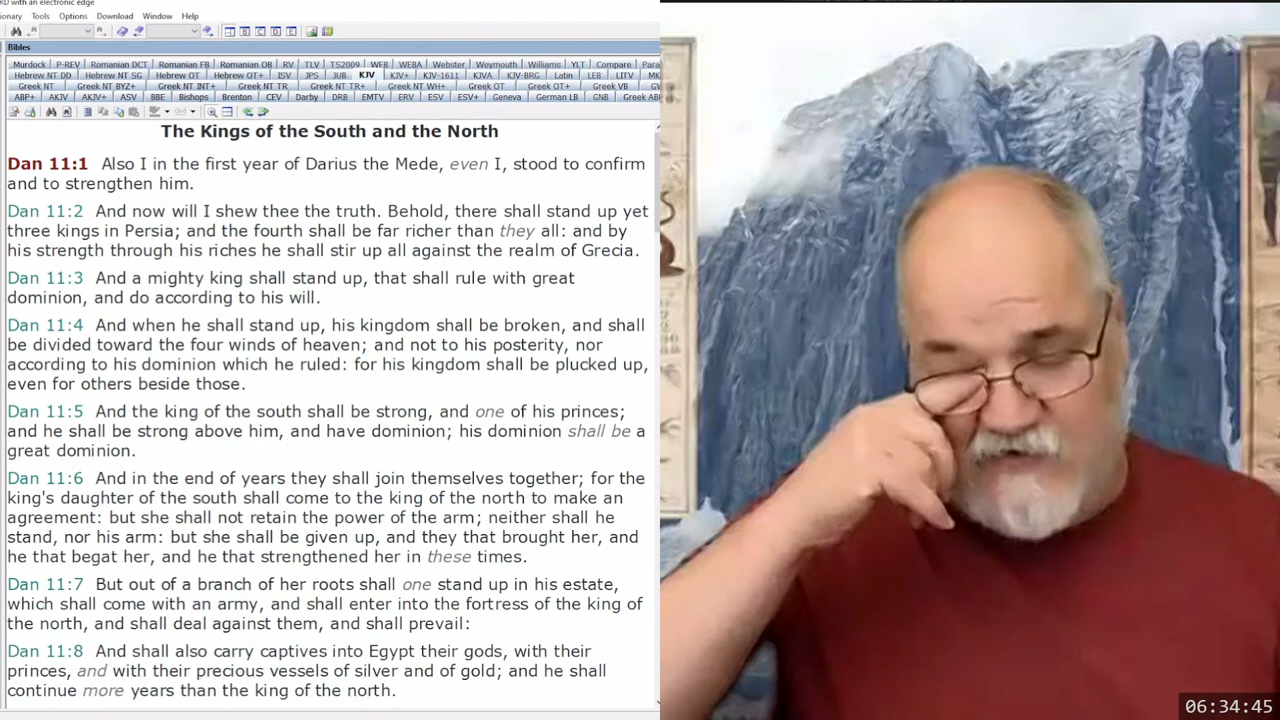 RD with an electronic edge
ionary Tools Options Download Window Help
B C D E
Bibles
Murdock P-REV Romanian DCT Romanian FB Romanian OB RV TLV TS2009 WEB WEBA Webster Weymouth Williams YLT Compare Para
Hebrew NT DD Hebrew NT SG Hebrew OT Hebrew OT+ ISV JPS JUB KJV KJV+ KJV-1611 KJVA KJV-BRG Latin LEB LITV MK
Greek NT Greek NT BYZ+ Greek NT INT+ Greek NT TR Greek NT TR+ Greek NT WH+ Greek OT Greek OT+ Greek VB GW
ABP+ AKJV AKJV+ ASV BBE Bishops Brenton CEV Darby DRB EMTV ERV ESV ESV+ Geneva German LB GNB Greek AB
The Kings of the South and the North
Dan 11:1 Also I in the first year of Darius the Mede, even I, stood to confirm
and to strengthen him.
Dan 11:2 And now will I shew thee the truth. Behold, there shall stand up yet
three kings in Persia; and the fourth shall be far richer than they all: and by
his strength through his riches he shall stir up all against the realm of Grecia.
Dan 11:3 And a mighty king shall stand up, that shall rule with great
dominion, and do according to his will.
Dan 11:4 And when he shall stand up, his kingdom shall be broken, and shall
be divided toward the four winds of heaven; and not to his posterity, nor
according to his dominion which he ruled: for his kingdom shall be plucked up,
even for others beside those.
Dan 11:5 And the king of the south shall be strong, and one of his princes;
and he shall be strong above him, and have dominion; his dominion shall be a
great dominion.
Dan 11:6 And in the end of years they shall join themselves together; for the
king's daughter of the south shall come to the king of the north to make an
agreement: but she shall not retain the power of the arm; neither shall he
stand, nor his arm: but she shall be given up, and they that brought her, and
he that begat her, and he that strengthened her in these times.
Dan 11:7 But out of a branch of her roots shall one stand up in his estate,
which shall come with an army, and shall enter into the fortress of the king of
the north, and shall deal against them, and shall prevail:
Dan 11:8 And shall also carry captives into Egypt their gods, with their
princes, and with their precious vessels of silver and of gold; and he shall
continue more years than the king of the north.
06:34:45